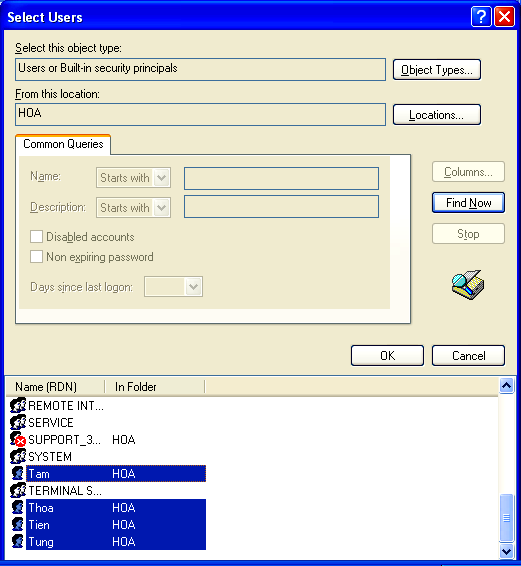 Select Users
Select this object type:
Users or Built-in security principals
Object Types...
From this location:
HOA
Locations...
Common Queries
Name:
Starts with
Columns...
Description:
Starts with
Find Now
Disabled accounts
Stop
Non expiring password
Days since last logon:
OK
Cancel
Name (RDN) In Folder
REMOTE INT...
SERVICE
SUPPORT_3... HOA
SYSTEM
Tam HOA
TERMINAL S...
Thoa HOA
Tien HOA
Tung HOA